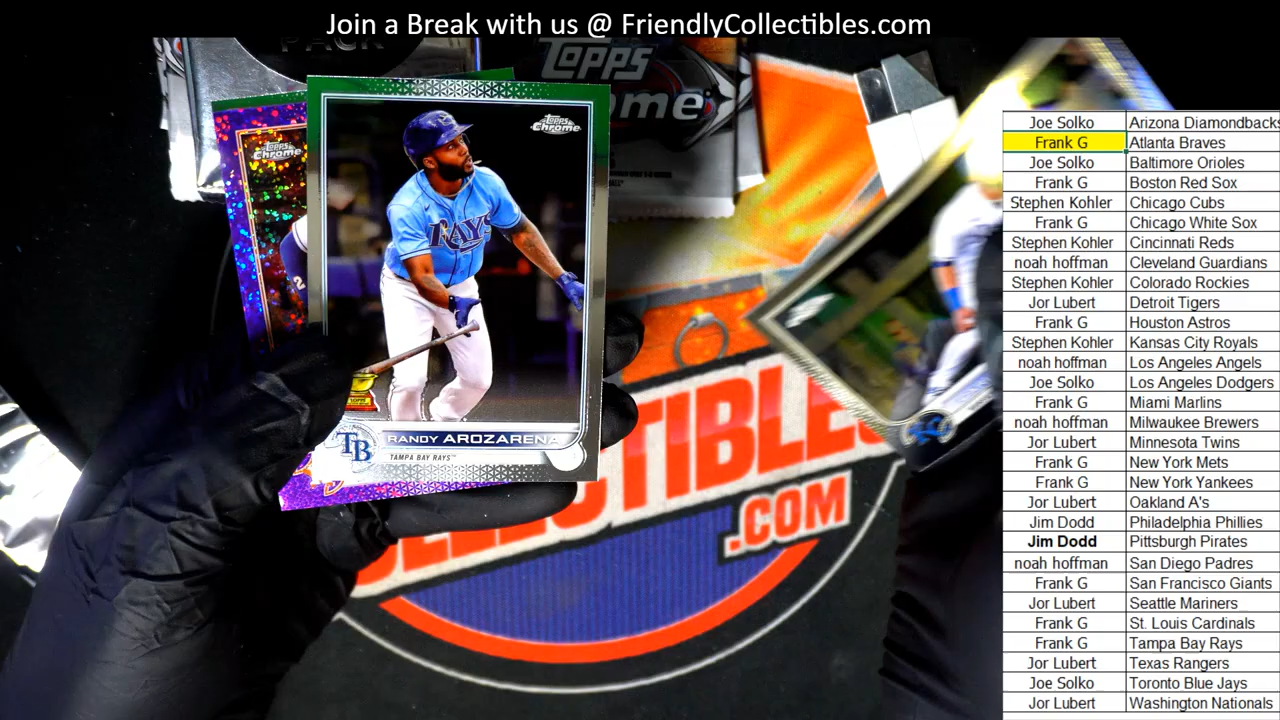 Join a Break with us @ FriendlyCollectibles.com
PACK
Topps
Chrome
Topps
Chrome
RAYS
TB
RANDY AROZARENA
TAMPA BAY RAYS™
.COM
Joe Solko Arizona Diamondbacks
Frank G Atlanta Braves
Joe Solko Baltimore Orioles
Frank G Boston Red Sox
Stephen Kohler Chicago Cubs
Frank G Chicago White Sox
Stephen Kohler Cincinnati Reds
noah hoffman Cleveland Guardians
Stephen Kohler Colorado Rockies
Jor Lubert Detroit Tigers
Frank G Houston Astros
Stephen Kohler Kansas City Royals
noah hoffman Los Angeles Angels
Joe Solko Los Angeles Dodgers
Frank G Miami Marlins
noah hoffman Milwaukee Brewers
Jor Lubert Minnesota Twins
Frank G New York Mets
Frank G New York Yankees
Jor Lubert Oakland A's
Jim Dodd Philadelphia Phillies
Jim Dodd Pittsburgh Pirates
noah hoffman San Diego Padres
Frank G San Francisco Giants
Jor Lubert Seattle Mariners
Frank G St. Louis Cardinals
Frank G Tampa Bay Rays
Jor Lubert Texas Rangers
Joe Solko Toronto Blue Jays
Jor Lubert Washington Nationals